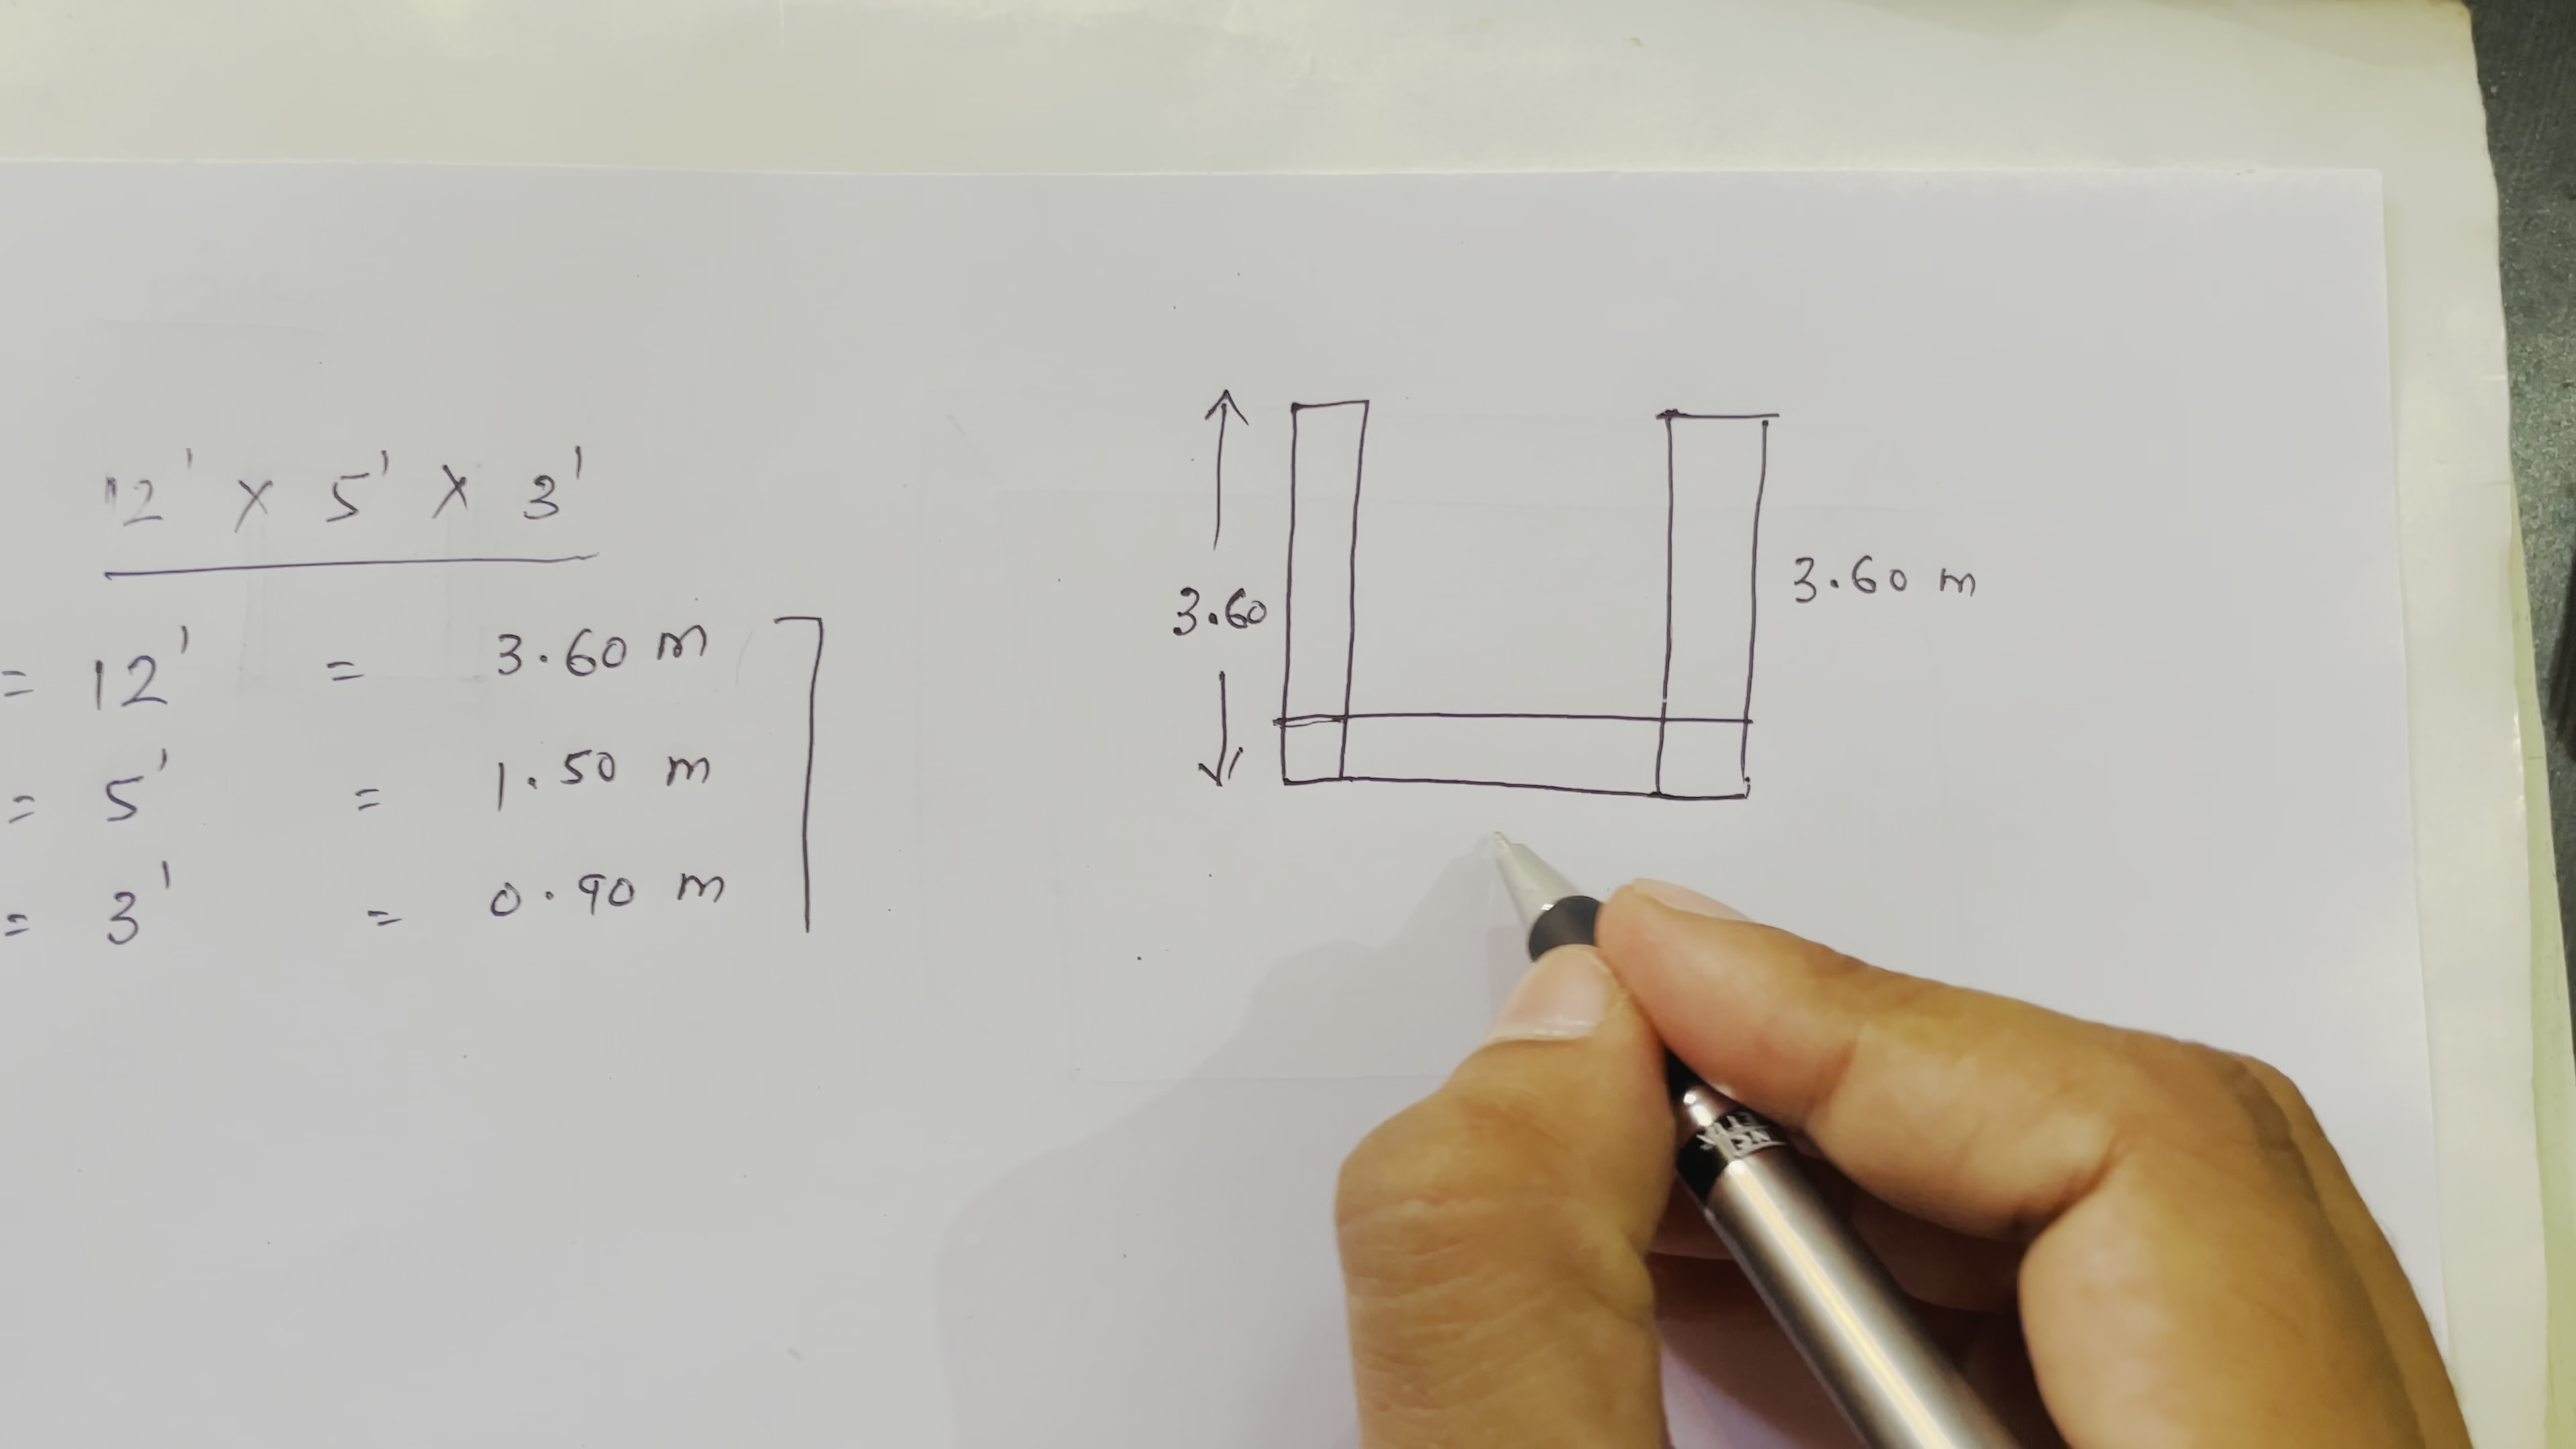 12' X 5' X 3'
= 12' = 3.60 m
= 5' = 1.50 m
= 3' = 0.90 m
3.60
3.60 m